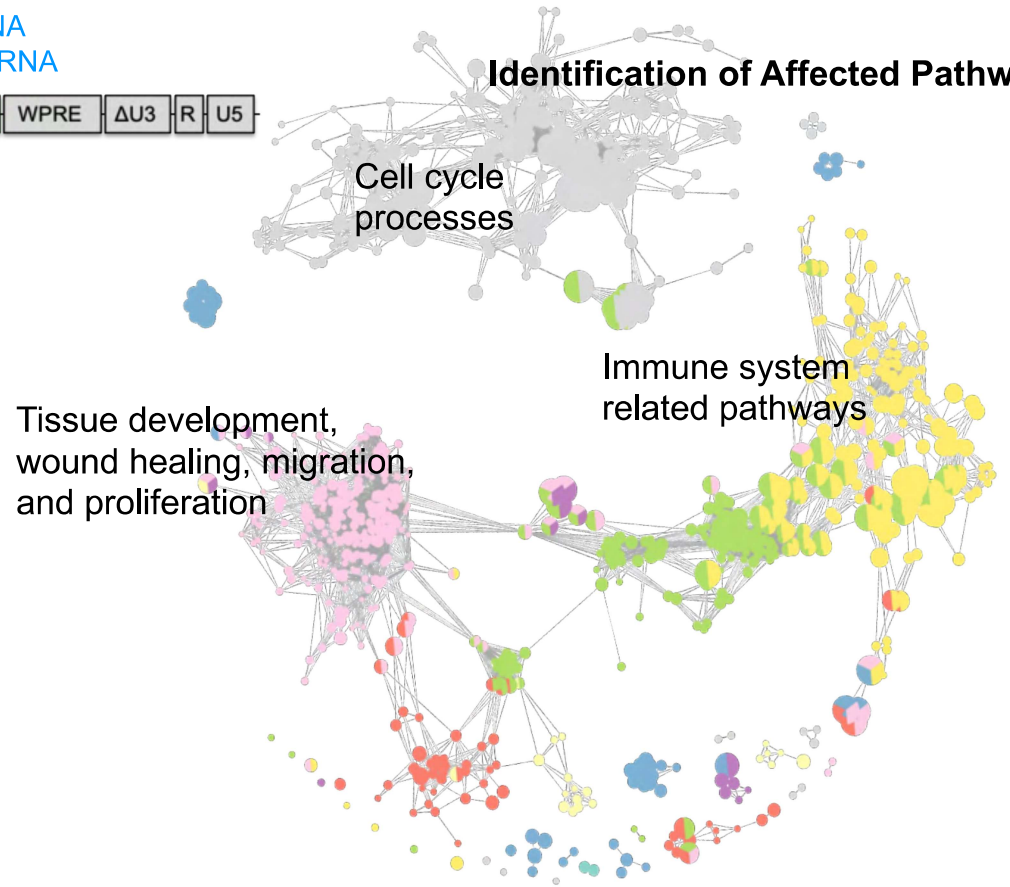 NA
RNA
Identification of Affected Pathw
WPRE ΔU3 R U5
Cell cycle
processes
Immune system
related pathways
Tissue development,
wound healing, migration,
and proliferation